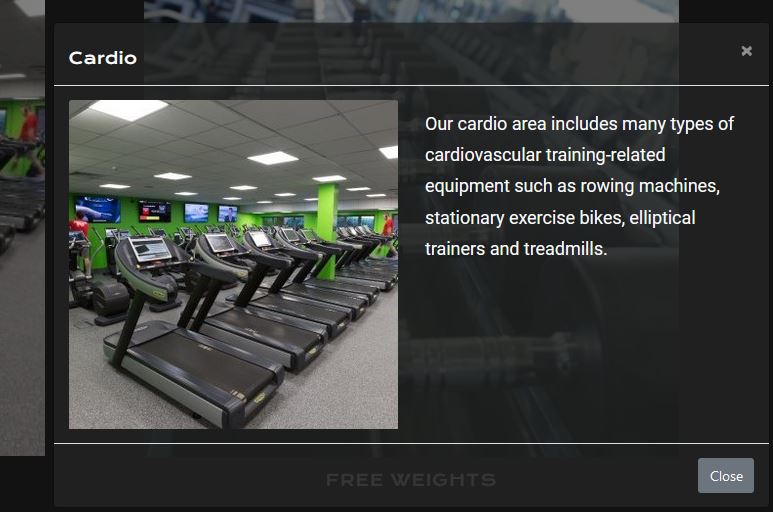 Cardio
×
Our cardio area includes many types of
cardiovascular training-related
equipment such as rowing machines,
stationary exercise bikes, elliptical
trainers and treadmills.
FREE WEIGHTS
Close